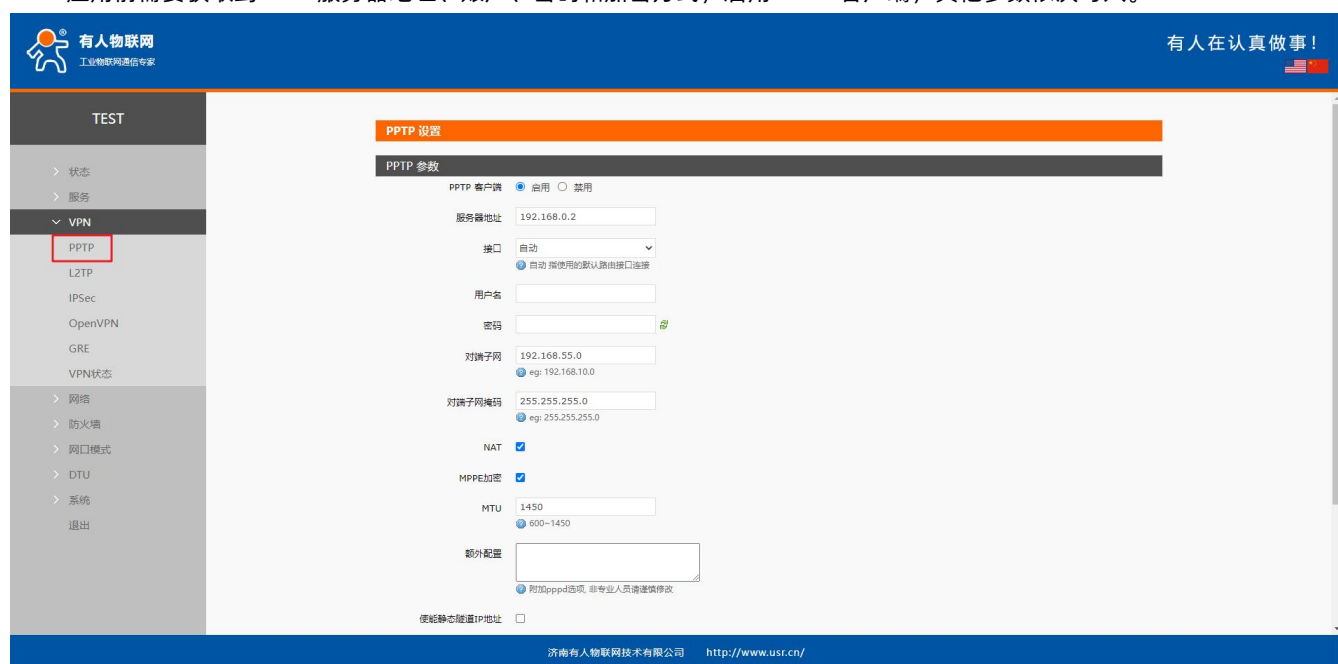 有人物联网
工业物联网通信专家
有人在认真做事！
TEST
状态
服务
VPN
PPTP
L2TP
IPSec
OpenVPN
GRE
VPN状态
网络
防火墙
网口模式
DTU
系统
退出
PPTP 设置
PPTP 参数
PPTP 客户端 启用 禁用
服务器地址 192.168.0.2
接口 自动
自动 指使用的默认路由接口连接
用户名
密码
对端子网 192.168.55.0
eg: 192.168.10.0
对端子网掩码 255.255.255.0
eg: 255.255.255.0
NAT
MPPE加密
MTU 1450
600~1450
额外配置
附加pppd选项, 非专业人员请谨慎修改
使能静态隧道IP地址
济南有人物联网技术有限公司 http://www.usr.cn/